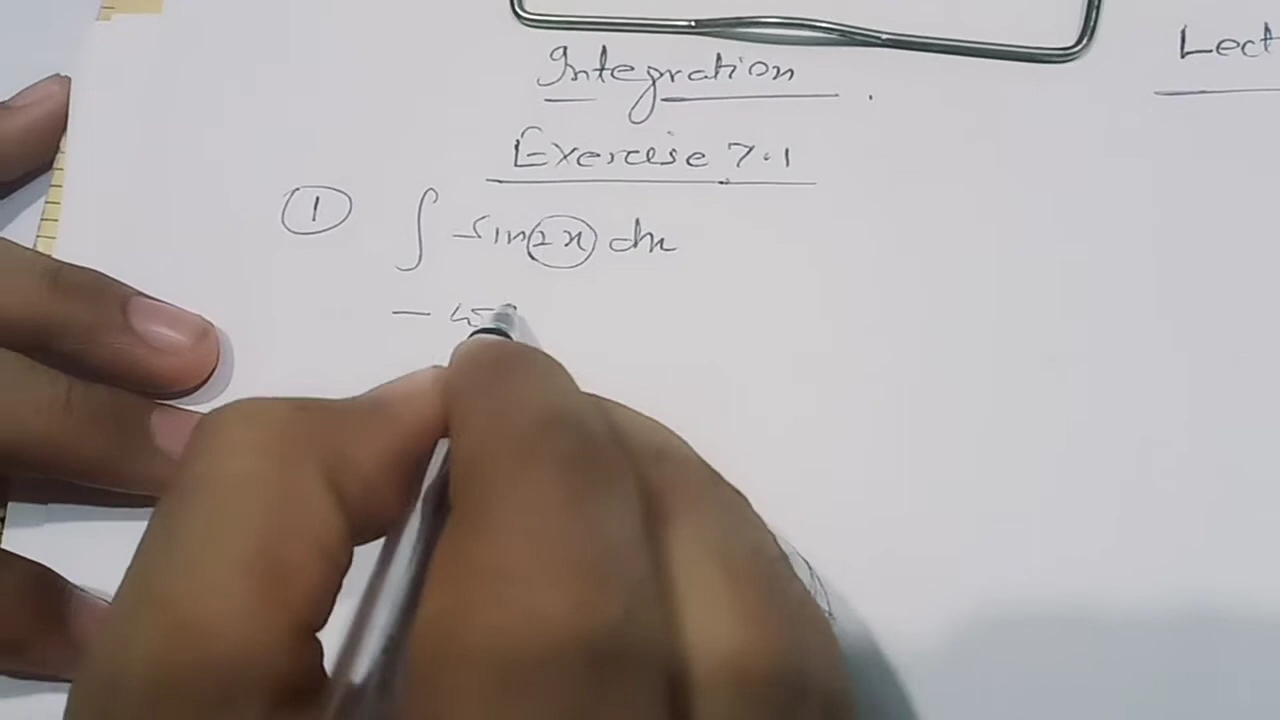 Lect
Integration
Exercise 7.1
1 ∫ sin 2x dx
-